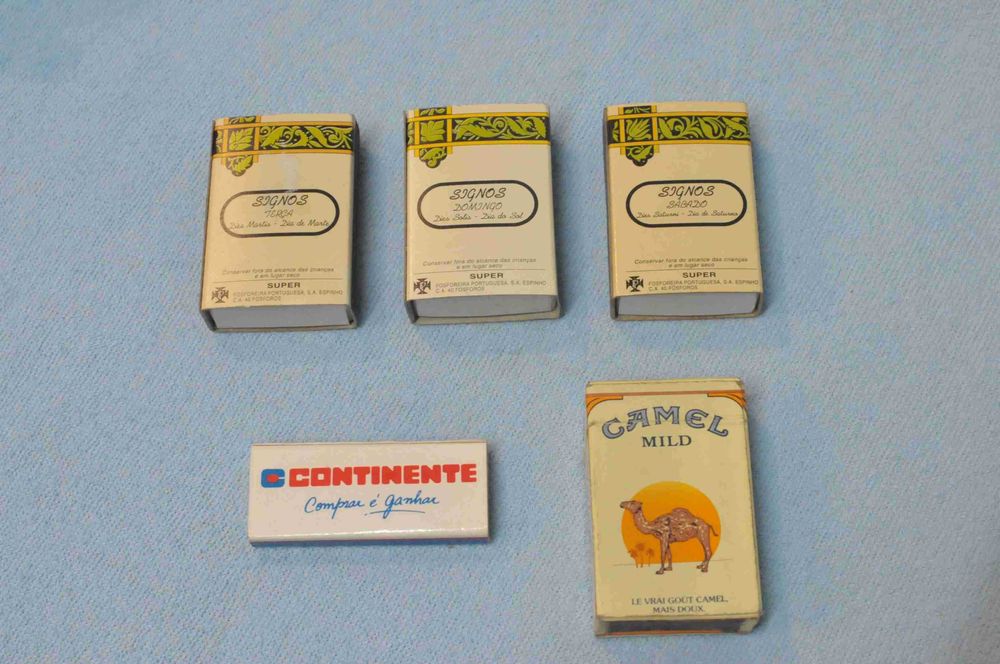 SIGNOS
TERÇA
Dies Martis - Dia de Marte
Conservar fora do alcance das crianças
e em lugar seco
SUPER
FOSFOREIRA PORTUGUESA, S.A. ESPINHO
C.A. 40 FÓSFOROS
SIGNOS
DOMINGO
Dies Solis - Dia do Sol
Conservar fora do alcance das crianças
e em lugar seco
SUPER
FOSFOREIRA PORTUGUESA, S.A. ESPINHO
C.A. 40 FÓSFOROS
SIGNOS
SÁBADO
Dies Saturni - Dia de Saturno
Conservar fora do alcance das crianças
e em lugar seco
SUPER
FOSFOREIRA PORTUGUESA, S.A. ESPINHO
C.A. 40 FÓSFOROS
CONTINENTE
Comprar é ganhar
CAMEL
MILD
LE VRAI GOÛT CAMEL,
MAIS DOUX.